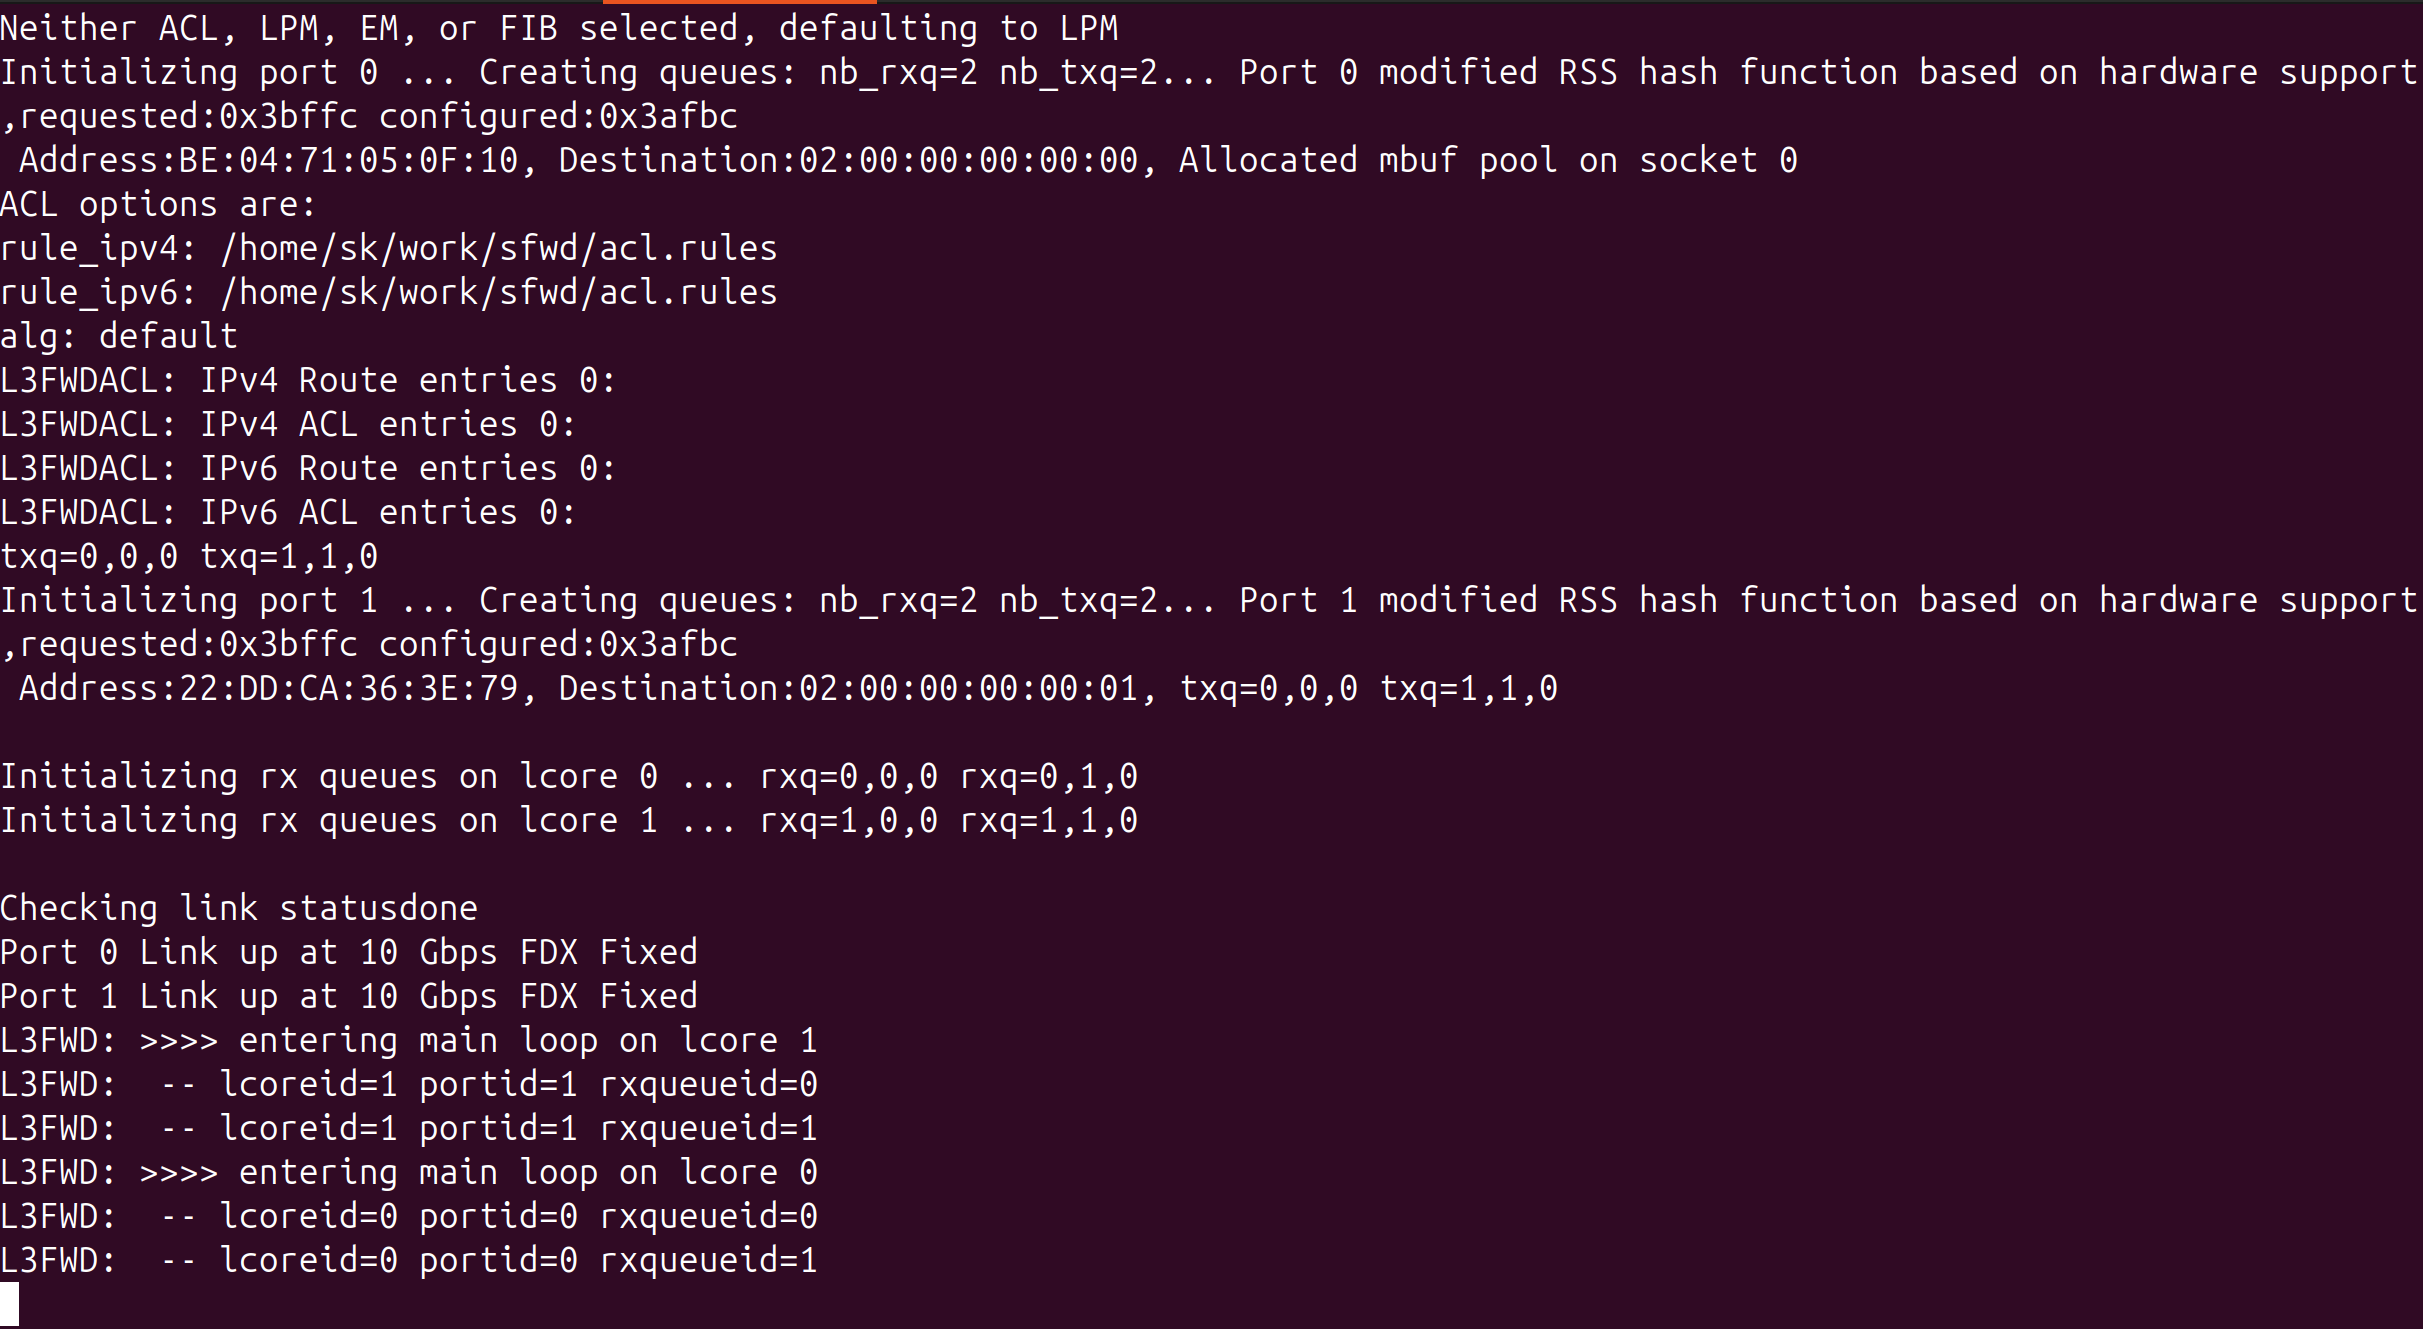 Neither ACL, LPM, EM, or FIB selected, defaulting to LPM
Initializing port 0 ... Creating queues: nb_rxq=2 nb_txq=2... Port 0 modified RSS hash function based on hardware support
,requested:0x3bffc configured:0x3afbc
 Address:BE:04:71:05:0F:10, Destination:02:00:00:00:00:00, Allocated mbuf pool on socket 0
ACL options are:
rule_ipv4: /home/sk/work/sfwd/acl.rules
rule_ipv6: /home/sk/work/sfwd/acl.rules
alg: default
L3FWDACL: IPv4 Route entries 0:
L3FWDACL: IPv4 ACL entries 0:
L3FWDACL: IPv6 Route entries 0:
L3FWDACL: IPv6 ACL entries 0:
txq=0,0,0 txq=1,1,0
Initializing port 1 ... Creating queues: nb_rxq=2 nb_txq=2... Port 1 modified RSS hash function based on hardware support
,requested:0x3bffc configured:0x3afbc
 Address:22:DD:CA:36:3E:79, Destination:02:00:00:00:00:01, txq=0,0,0 txq=1,1,0
Initializing rx queues on lcore 0 ... rxq=0,0,0 rxq=0,1,0
Initializing rx queues on lcore 1 ... rxq=1,0,0 rxq=1,1,0
Checking link statusdone
Port 0 Link up at 10 Gbps FDX Fixed
Port 1 Link up at 10 Gbps FDX Fixed
L3FWD: >>>> entering main loop on lcore 1
L3FWD:  -- lcoreid=1 portid=1 rxqueueid=0
L3FWD:  -- lcoreid=1 portid=1 rxqueueid=1
L3FWD: >>>> entering main loop on lcore 0
L3FWD:  -- lcoreid=0 portid=0 rxqueueid=0
L3FWD:  -- lcoreid=0 portid=0 rxqueueid=1